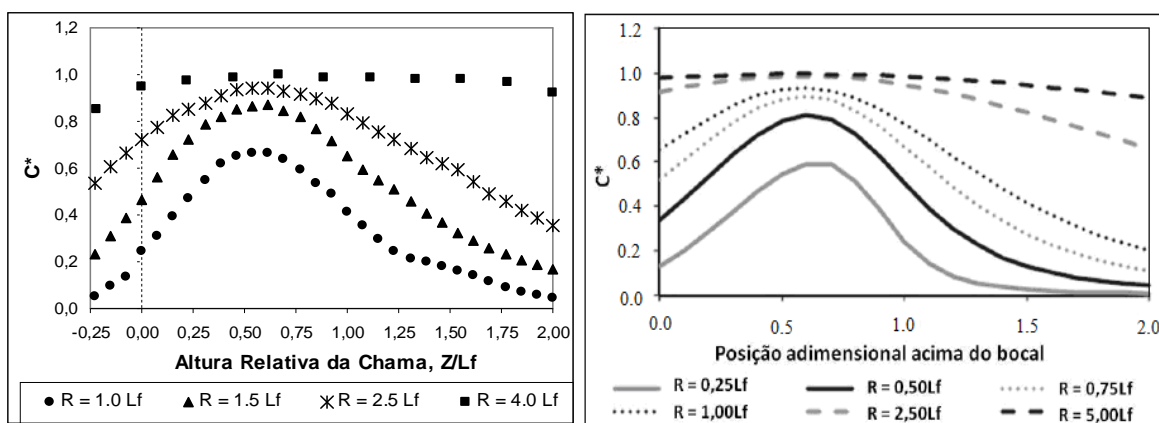 1,2
1,0
0,8
0,6
0,4
0,2
0,0
C*
-0,25 0,00 0,25 0,50 0,75 1,00 1,25 1,50 1,75 2,00
Altura Relativa da Chama, Z/Lf
R = 1.0 Lf R = 1.5 Lf R = 2.5 Lf R = 4.0 Lf
1.2
1.0
0.8
0.6
0.4
0.2
0.0
C*
0.0 0.5 1.0 1.5 2.0
Posição adimensional acima do bocal
R = 0,25Lf R = 0,50Lf R = 0,75Lf
R = 1,00Lf R = 2,50Lf R = 5,00Lf